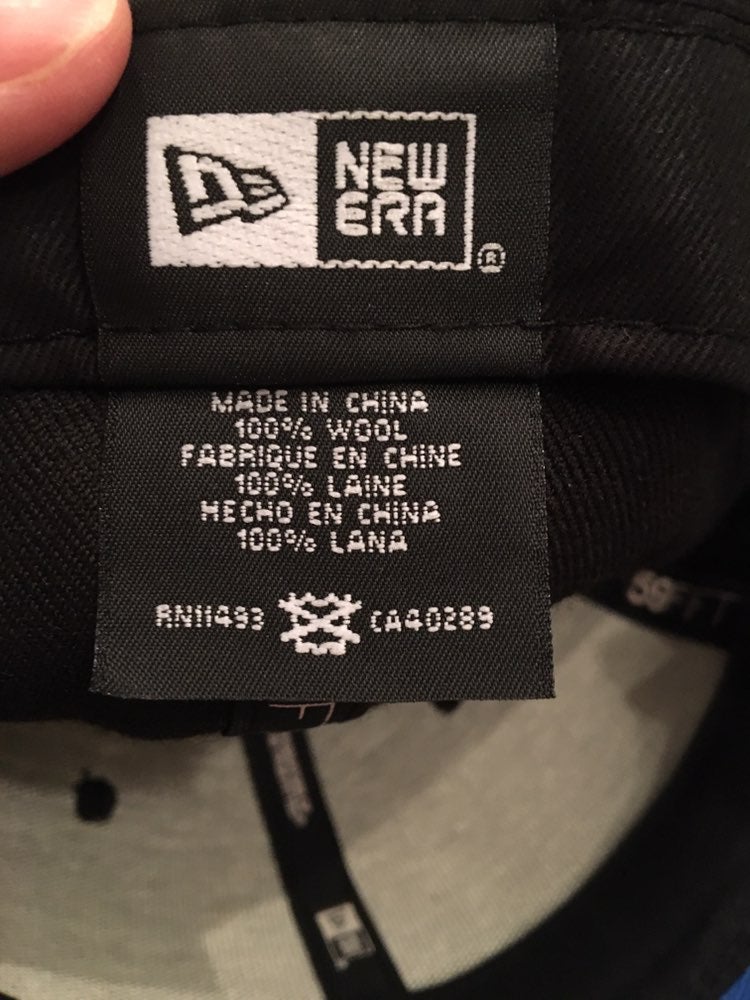 n
NEW
ERA
®
MADE IN CHINA
100% WOOL
FABRIQUE EN CHINE
100% LAINE
HECHO EN CHINA
100% LANA
RN11493 CA40289